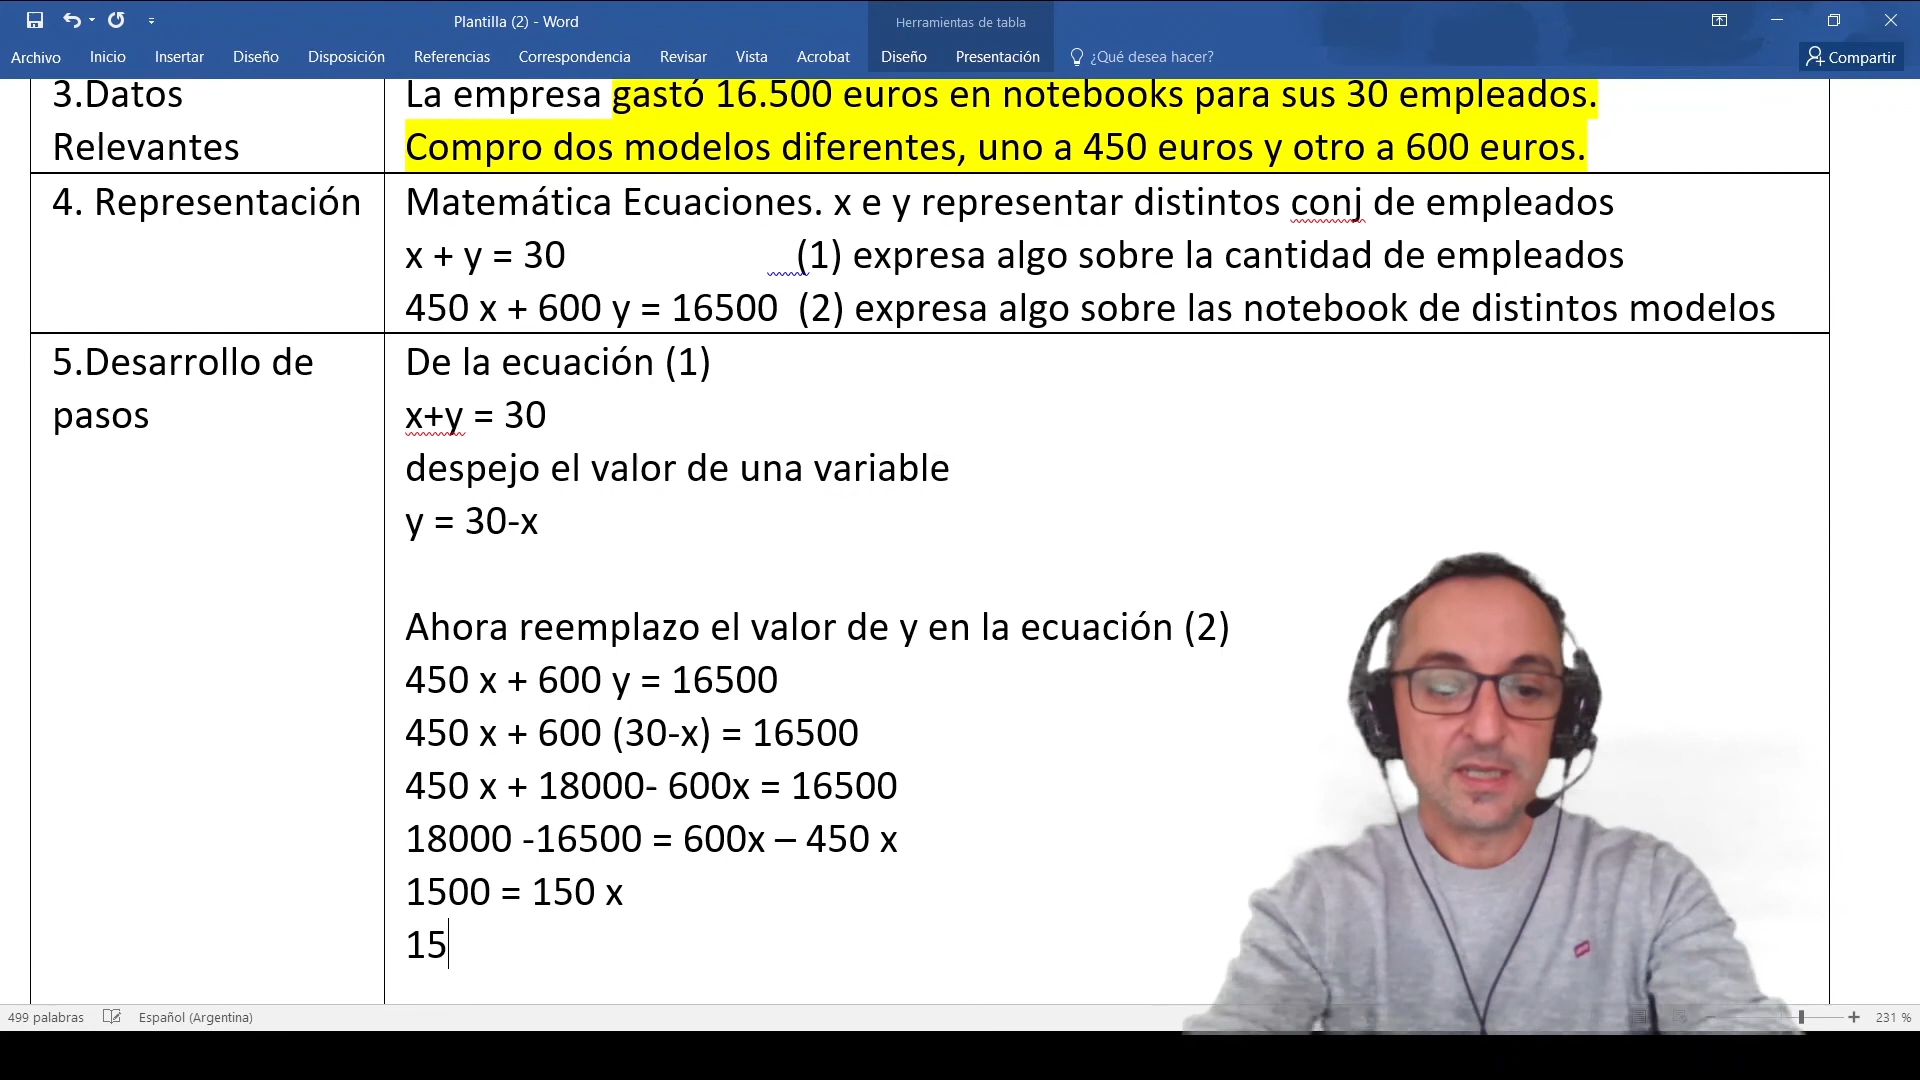 Plantilla (2) - Word
Herramientas de tabla
Archivo Inicio Insertar Diseño Disposición Referencias Correspondencia Revisar Vista Acrobat Diseño Presentación ¿Qué desea hacer? Compartir
3.Datos
Relevantes
La empresa gastó 16.500 euros en notebooks para sus 30 empleados.
Compro dos modelos diferentes, uno a 450 euros y otro a 600 euros.
4. Representación
Matemática Ecuaciones. x e y representar distintos conj de empleados
x + y = 30 (1) expresa algo sobre la cantidad de empleados
450 x + 600 y = 16500 (2) expresa algo sobre las notebook de distintos modelos
5.Desarrollo de
pasos
De la ecuación (1)
x+y = 30
despejo el valor de una variable
y = 30-x
Ahora reemplazo el valor de y en la ecuación (2)
450 x + 600 y = 16500
450 x + 600 (30-x) = 16500
450 x + 18000- 600x = 16500
18000 -16500 = 600x – 450 x
1500 = 150 x
15
499 palabras Español (Argentina) 231 %